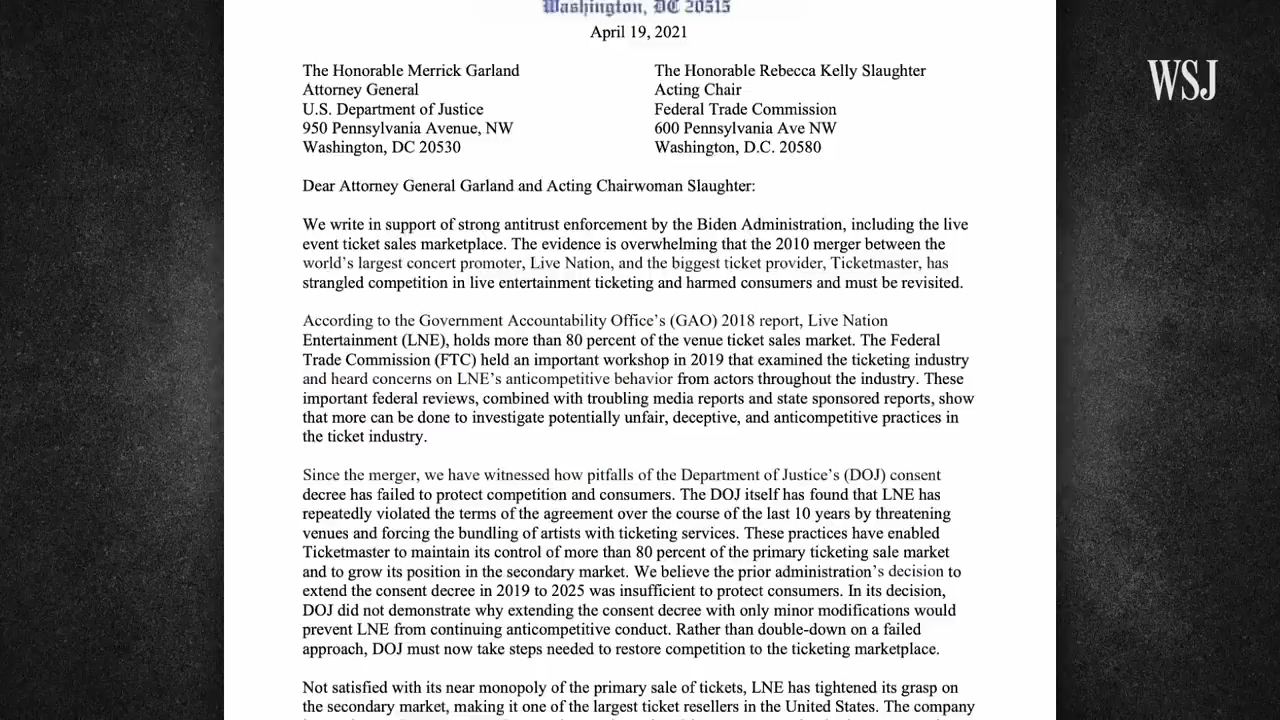 Washington, DC 20515
April 19, 2021
WSJ
The Honorable Merrick Garland
Attorney General
U.S. Department of Justice
950 Pennsylvania Avenue, NW
Washington, DC 20530
The Honorable Rebecca Kelly Slaughter
Acting Chair
Federal Trade Commission
600 Pennsylvania Ave NW
Washington, D.C. 20580
Dear Attorney General Garland and Acting Chairwoman Slaughter:
We write in support of strong antitrust enforcement by the Biden Administration, including the live
event ticket sales marketplace. The evidence is overwhelming that the 2010 merger between the
world's largest concert promoter, Live Nation, and the biggest ticket provider, Ticketmaster, has
strangled competition in live entertainment ticketing and harmed consumers and must be revisited.
According to the Government Accountability Office's (GAO) 2018 report, Live Nation
Entertainment (LNE), holds more than 80 percent of the venue ticket sales market. The Federal
Trade Commission (FTC) held an important workshop in 2019 that examined the ticketing industry
and heard concerns on LNE's anticompetitive behavior from actors throughout the industry. These
important federal reviews, combined with troubling media reports and state sponsored reports, show
that more can be done to investigate potentially unfair, deceptive, and anticompetitive practices in
the ticket industry.
Since the merger, we have witnessed how pitfalls of the Department of Justice's (DOJ) consent
decree has failed to protect competition and consumers. The DOJ itself has found that LNE has
repeatedly violated the terms of the agreement over the course of the last 10 years by threatening
venues and forcing the bundling of artists with ticketing services. These practices have enabled
Ticketmaster to maintain its control of more than 80 percent of the primary ticketing sale market
and to grow its position in the secondary market. We believe the prior administration's decision to
extend the consent decree in 2019 to 2025 was insufficient to protect consumers. In its decision,
DOJ did not demonstrate why extending the consent decree with only minor modifications would
prevent LNE from continuing anticompetitive conduct. Rather than double-down on a failed
approach, DOJ must now take steps needed to restore competition to the ticketing marketplace.
Not satisfied with its near monopoly of the primary sale of tickets, LNE has tightened its grasp on
the secondary market, making it one of the largest ticket resellers in the United States. The company